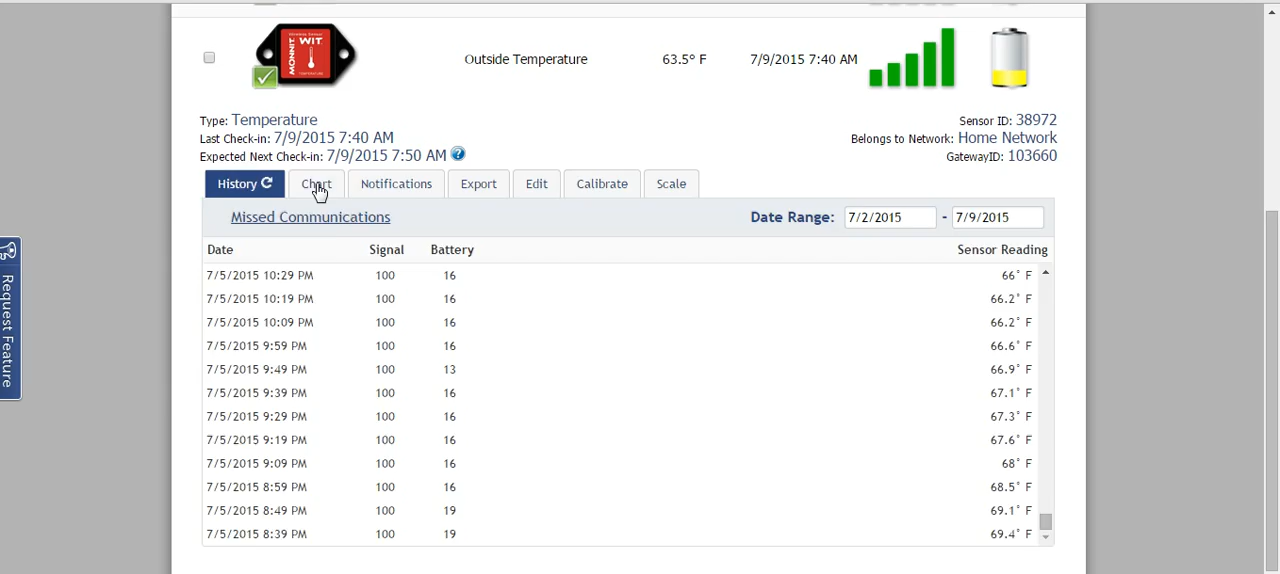 MONNIT WIT
Outside Temperature 63.5° F 7/9/2015 7:40 AM
Type: Temperature Sensor ID: 38972
Last Check-in: 7/9/2015 7:40 AM Belongs to Network: Home Network
Expected Next Check-in: 7/9/2015 7:50 AM ? GatewayID: 103660
History Chart Notifications Export Edit Calibrate Scale
Missed Communications Date Range: 7/2/2015 - 7/9/2015
Date Signal Battery Sensor Reading
7/5/2015 10:29 PM 100 16 66° F
7/5/2015 10:19 PM 100 16 66.2° F
7/5/2015 10:09 PM 100 16 66.2° F
7/5/2015 9:59 PM 100 16 66.6° F
7/5/2015 9:49 PM 100 13 66.9° F
7/5/2015 9:39 PM 100 16 67.1° F
7/5/2015 9:29 PM 100 16 67.3° F
7/5/2015 9:19 PM 100 16 67.6° F
7/5/2015 9:09 PM 100 16 68° F
7/5/2015 8:59 PM 100 16 68.5° F
7/5/2015 8:49 PM 100 19 69.1° F
7/5/2015 8:39 PM 100 19 69.4° F
Request Feature